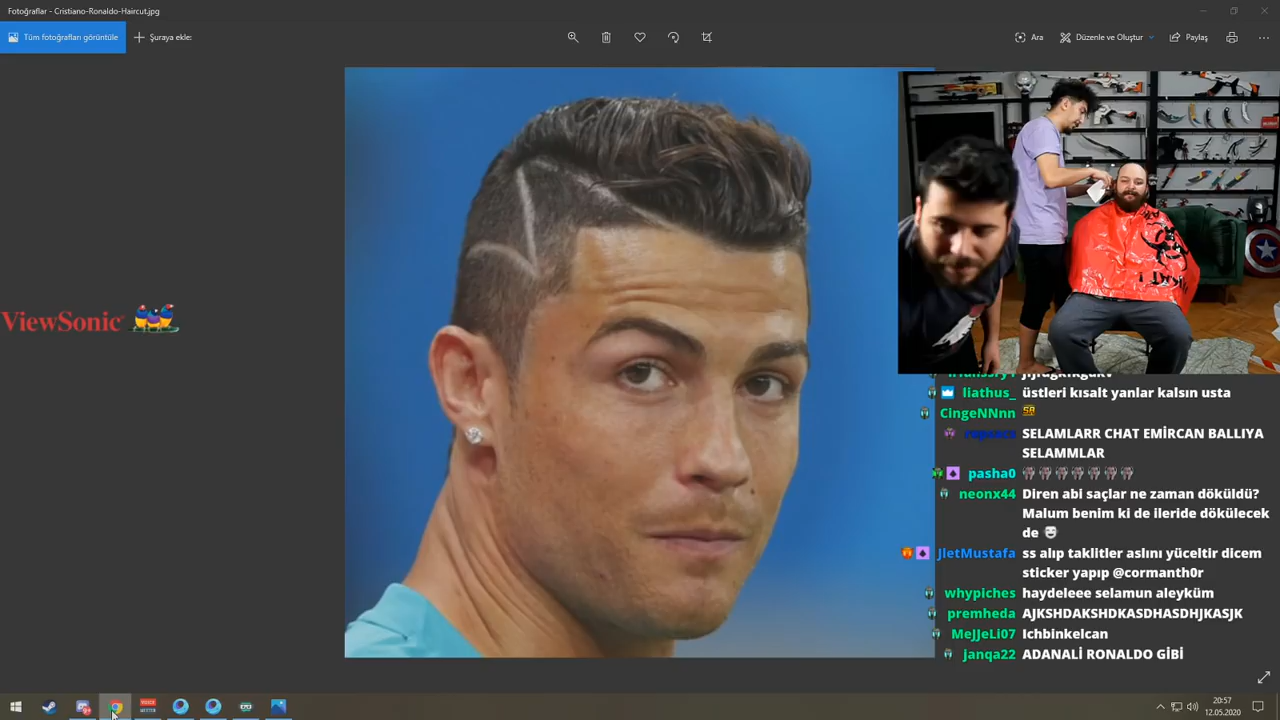 Fotoğraflar - Cristiano-Ronaldo-Haircut.jpg
Tüm fotoğrafları görüntüle
Şuraya ekle:
Ara
Düzenle ve Oluştur
Paylaş
ViewSonic
liathus_ üstleri kısalt yanlar kalsın usta
CingeNNnn
SELAMLARR CHAT EMİRCAN BALLIYA
SELAMMLAR
pasha0
neonx44 Diren abi saçlar ne zaman döküldü?
Malum benim ki de ileride dökülecek
de
JletMustafa ss alıp taklitler aslını yüceltir dicem
sticker yapıp @cormanth0r
whypiches haydeleee selamun aleyküm
premheda AJKSHDAKSHDKASDHASDHJKASJK
MeJJeLi07 Ichbinkelcan
janqa22 ADANALİ RONALDO GİBİ
20:57
12.05.2020